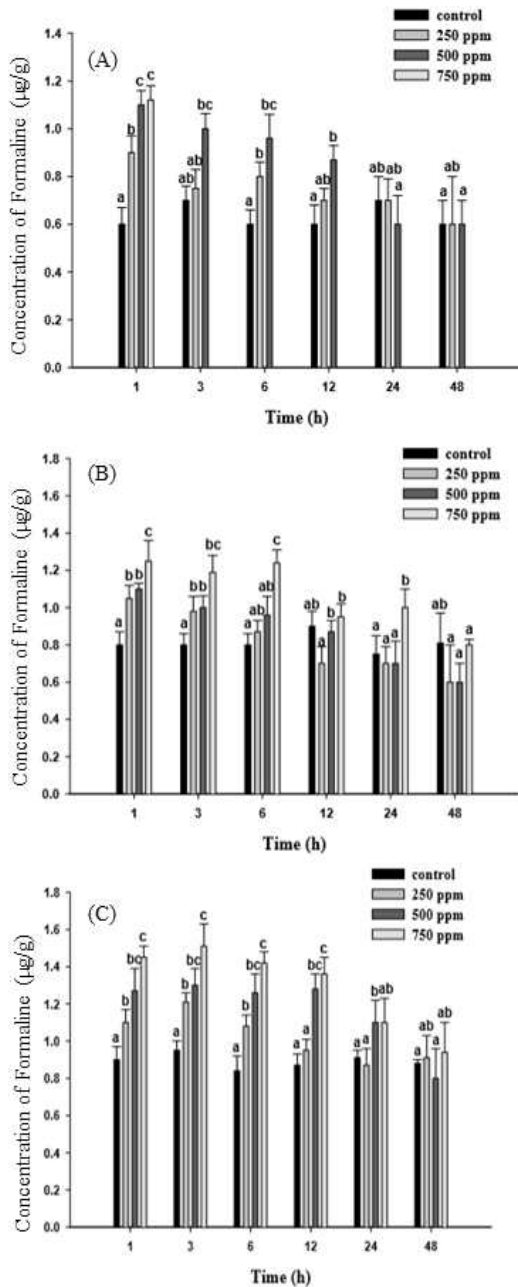 control
250 ppm
500 ppm
750 ppm
(A)
Concentration of Formaline (µg/g)
1.4
1.2
1.0
0.8
0.6
0.4
0.2
0.0
a b c c
ab ab bc
a b bc
a ab b
ab ab a
a ab a
1 3 6 12 24 48
Time (h)
control
250 ppm
500 ppm
750 ppm
(B)
Concentration of Formaline (µg/g)
1.8
1.6
1.4
1.2
1.0
0.8
0.6
0.4
0.2
0.0
a b b c
a b b bc
a ab ab c
ab a b b
a a a b
ab a a a
1 3 6 12 24 48
Time (h)
control
250 ppm
500 ppm
750 ppm
(C)
Concentration of Formaline (µg/g)
1.8
1.6
1.4
1.2
1.0
0.8
0.6
0.4
0.2
0.0
a b bc c
a b bc c
a b bc c
a a bc c
a a b ab
a ab a ab
1 3 6 12 24 48
Time (h)